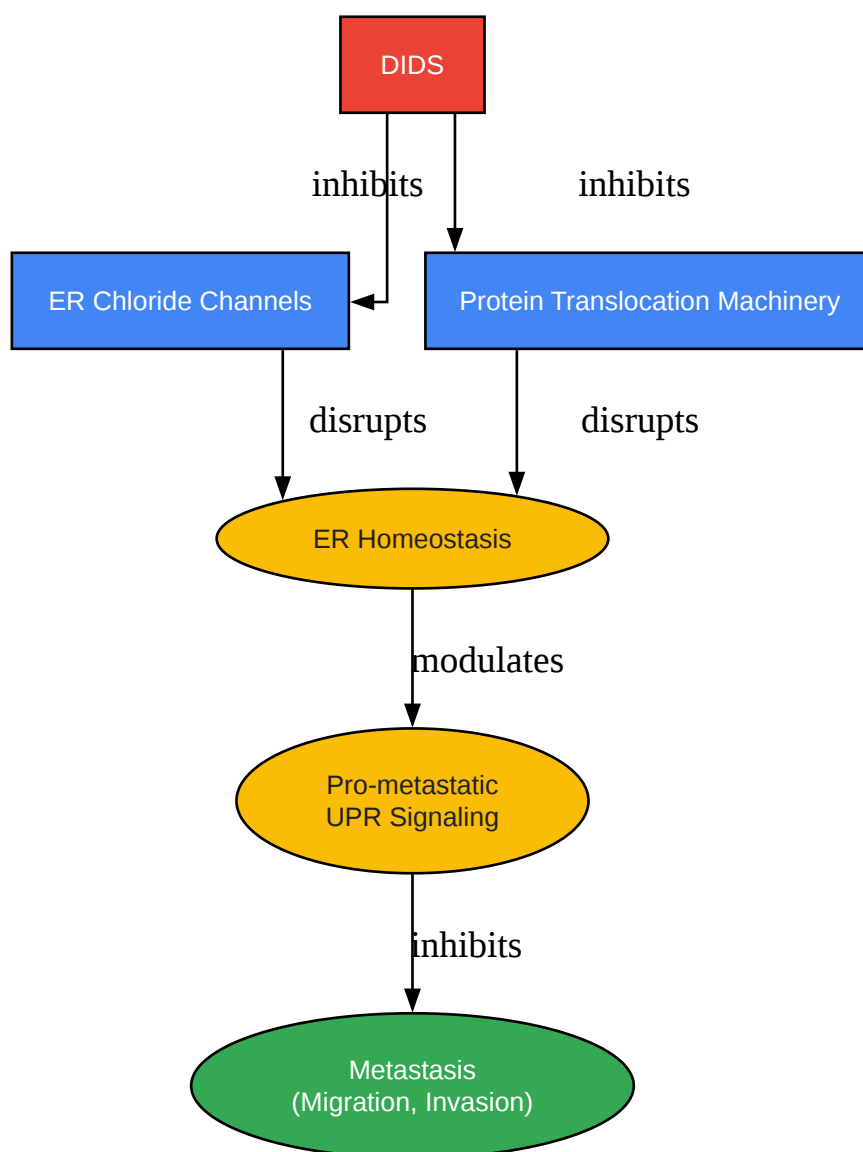 DIDS
inhibits
inhibits
ER Chloride Channels
Protein Translocation Machinery
disrupts
disrupts
ER Homeostasis
modulates
Pro-metastatic
UPR Signaling
inhibits
Metastasis
(Migration, Invasion)